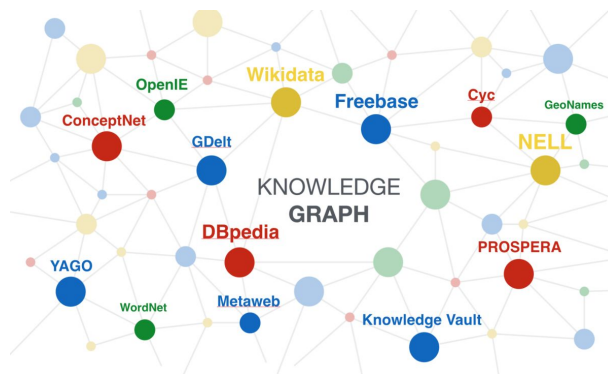 OpenIE
Wikidata
ConceptNet
Freebase
Cyc
GeoNames
GDelt
NELL
KNOWLEDGE
GRAPH
DBpedia
PROSPERA
YAGO
WordNet
Metaweb
Knowledge Vault